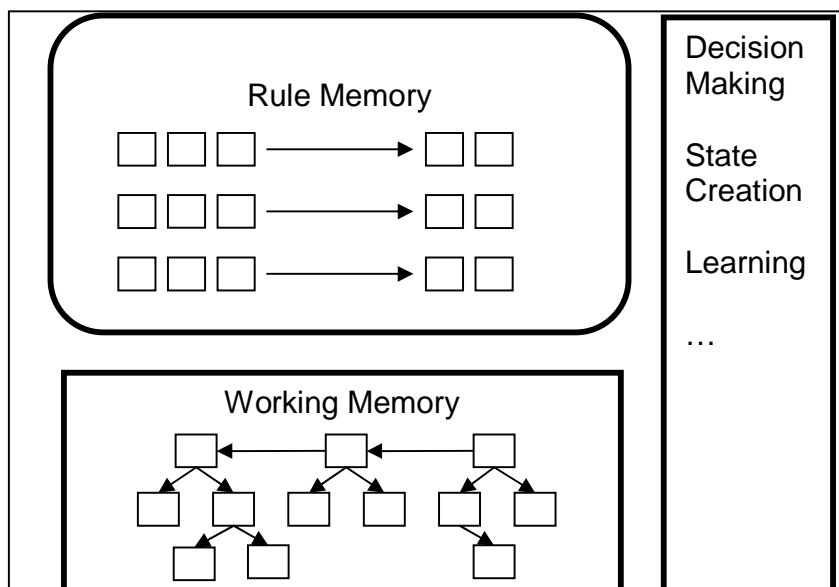 Rule Memory
Working Memory
Decision
Making
State
Creation
Learning
…